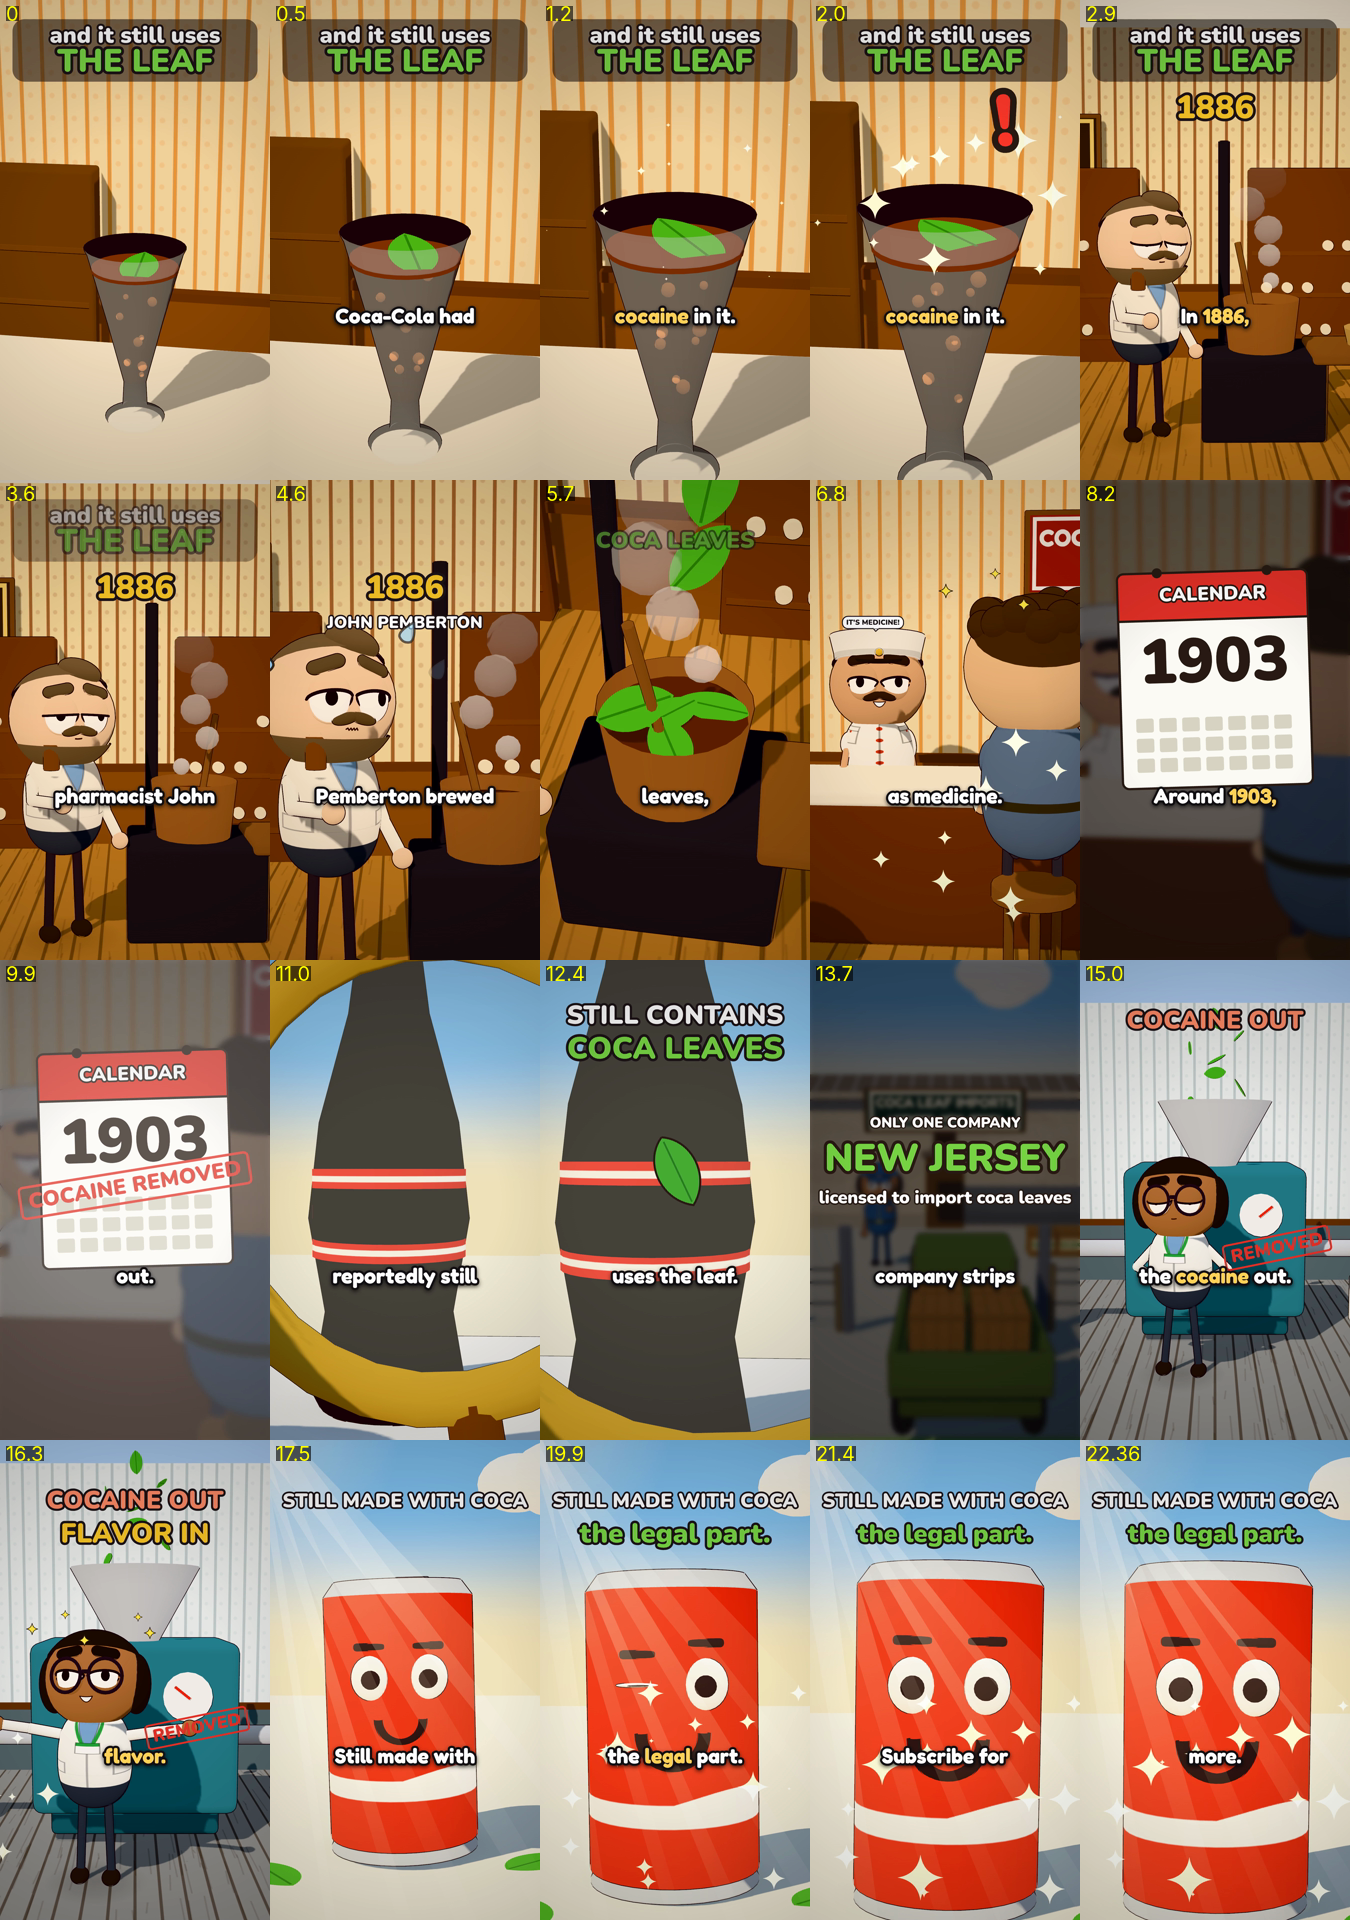 0
and it still uses
THE LEAF
0.5
and it still uses
THE LEAF
Coca-Cola had
1.2
and it still uses
THE LEAF
cocaine in it.
2.0
and it still uses
THE LEAF
cocaine in it.
2.9
and it still uses
THE LEAF
1886
In 1886,
3.6
and it still uses
THE LEAF
1886
pharmacist John
4.6
1886
JOHN PEMBERTON
Pemberton brewed
5.7
COCA LEAVES
leaves,
6.8
COC
IT'S MEDICINE!
as medicine.
8.2
CALENDAR
1903
Around 1903,
9.9
CALENDAR
1903
COCAINE REMOVED
out.
11.0
reportedly still
12.4
STILL CONTAINS
COCA LEAVES
uses the leaf.
13.7
COCA LEAF IMPORTS
ONLY ONE COMPANY
NEW JERSEY
licensed to import coca leaves
company strips
15.0
COCAINE OUT
REMOVED
the cocaine out.
16.3
COCAINE OUT
FLAVOR IN
REMOVED
flavor.
17.5
STILL MADE WITH COCA
Still made with
19.9
STILL MADE WITH COCA
the legal part.
the legal part.
21.4
STILL MADE WITH COCA
the legal part.
Subscribe for
22.36
STILL MADE WITH COCA
the legal part.
more.